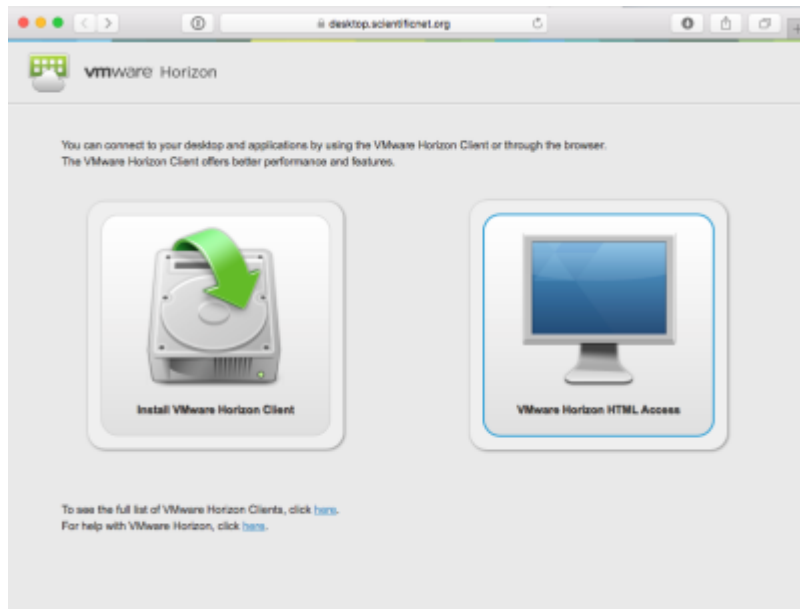 desktop.scientificnet.org
vmware Horizon
You can connect to your desktop and applications by using the VMware Horizon Client or through the browser.
The VMware Horizon Client offers better performance and features.
Install VMware Horizon Client
VMware Horizon HTML Access
To see the full list of VMware Horizon Clients, click here.
For help with VMware Horizon, click here.